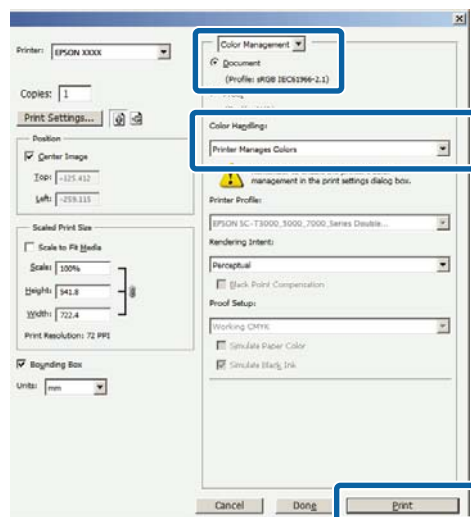 Printer: EPSON XXXX
Copies: 1
Print Settings...
Position
Center Image
Top: -125.412
Left: -259.115
Scaled Print Size
Scale to Fit Media
Scale: 100%
Height: 541.8
Width: 722.4
Print Resolution: 72 PPI
Bounding Box
Units: mm
Color Management
Document
(Profile: sRGB IEC61966-2.1)
Color Handling:
Printer Manages Colors
management in the print settings dialog box.
Printer Profile:
EPSON SC-T3000_5000_7000_Series Double...
Rendering Intent:
Perceptual
Black Point Compensation
Proof Setup:
Working CMYK
Simulate Paper Color
Simulate Black Ink
Cancel
Done
Print